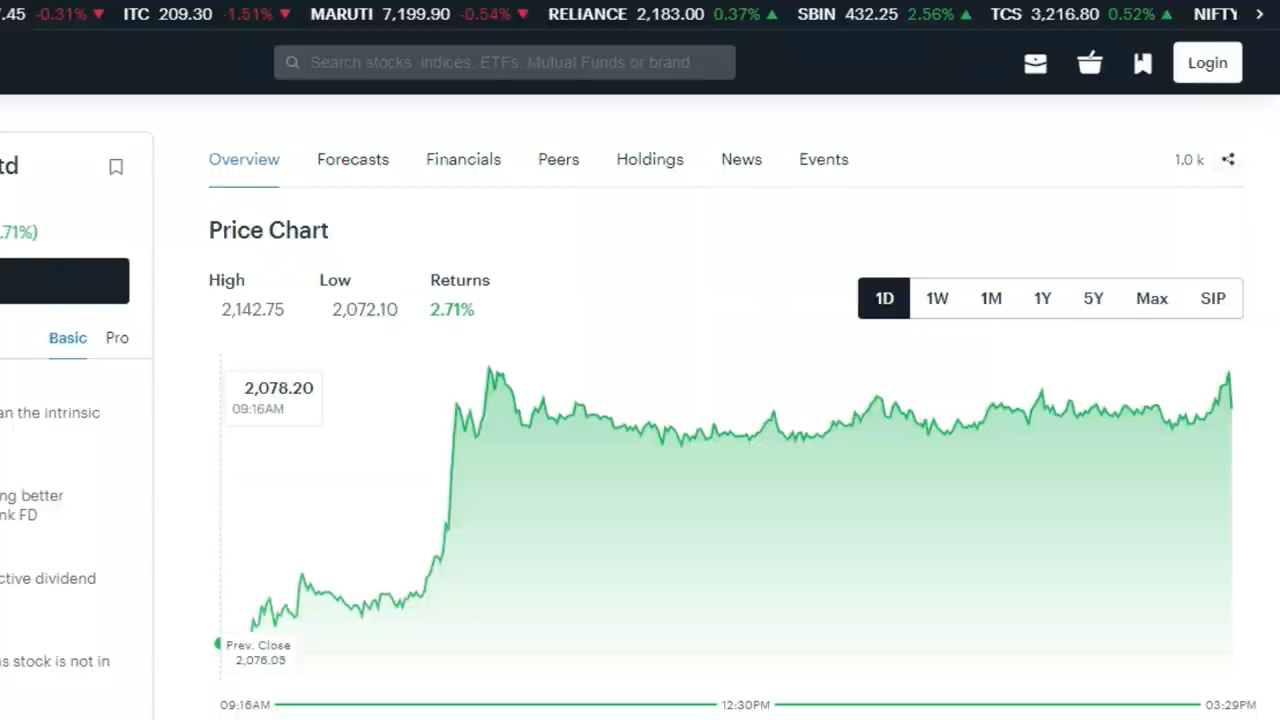 7.45 -0.31% ITC 209.30 -1.51% MARUTI 7,199.90 -0.54% RELIANCE 2,183.00 0.37% SBIN 432.25 2.56% TCS 3,216.80 0.52% NIFTY
Search stocks, indices, ETFs, Mutual Funds or brand
Login
td
.71%)
Basic Pro
an the intrinsic
ng better
nk FD
ctive dividend
s stock is not in
Overview Forecasts Financials Peers Holdings News Events 1.0 k
Price Chart
High Low Returns
2,142.75 2,072.10 2.71%
1D 1W 1M 1Y 5Y Max SIP
2,078.20
09:16AM
Prev. Close
2,076.05
09:16AM 12:30PM 03:29PM